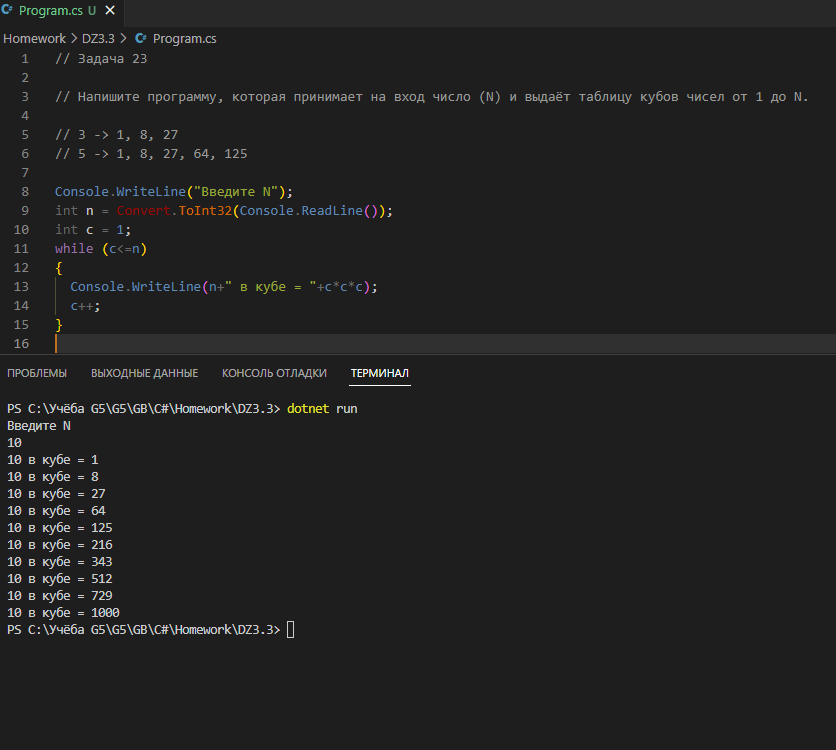 Program.cs U
Homework > DZ3.3 > Program.cs
1 // Задача 23
2
3 // Напишите программу, которая принимает на вход число (N) и выдаёт таблицу кубов чисел от 1 до N.
4
5 // 3 -> 1, 8, 27
6 // 5 -> 1, 8, 27, 64, 125
7
8 Console.WriteLine("Введите N");
9 int n = Convert.ToInt32(Console.ReadLine());
10 int c = 1;
11 while (c<=n)
12 {
13 Console.WriteLine(n+" в кубе = "+c*c*c);
14 c++;
15 }
16
ПРОБЛЕМЫ ВЫХОДНЫЕ ДАННЫЕ КОНСОЛЬ ОТЛАДКИ ТЕРМИНАЛ
PS C:\Учёба G5\G5\GB\C#\Homework\DZ3.3> dotnet run
Введите N
10
10 в кубе = 1
10 в кубе = 8
10 в кубе = 27
10 в кубе = 64
10 в кубе = 125
10 в кубе = 216
10 в кубе = 343
10 в кубе = 512
10 в кубе = 729
10 в кубе = 1000
PS C:\Учёба G5\G5\GB\C#\Homework\DZ3.3>